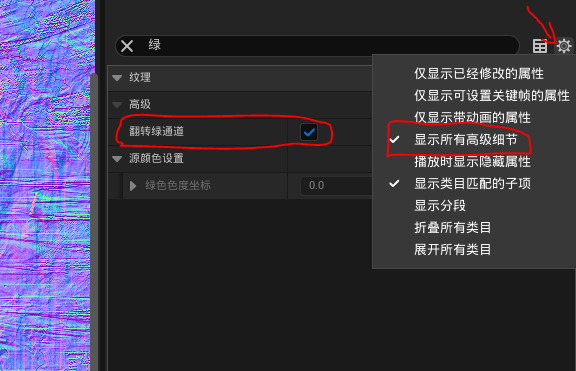 绿
纹理
高级
翻转绿通道
源颜色设置
绿色色度坐标
0.0
仅显示已经修改的属性
仅显示可设置关键帧的属性
仅显示带动画的属性
显示所有高级细节
播放时显示隐藏属性
显示类目匹配的子项
显示分段
折叠所有类目
展开所有类目